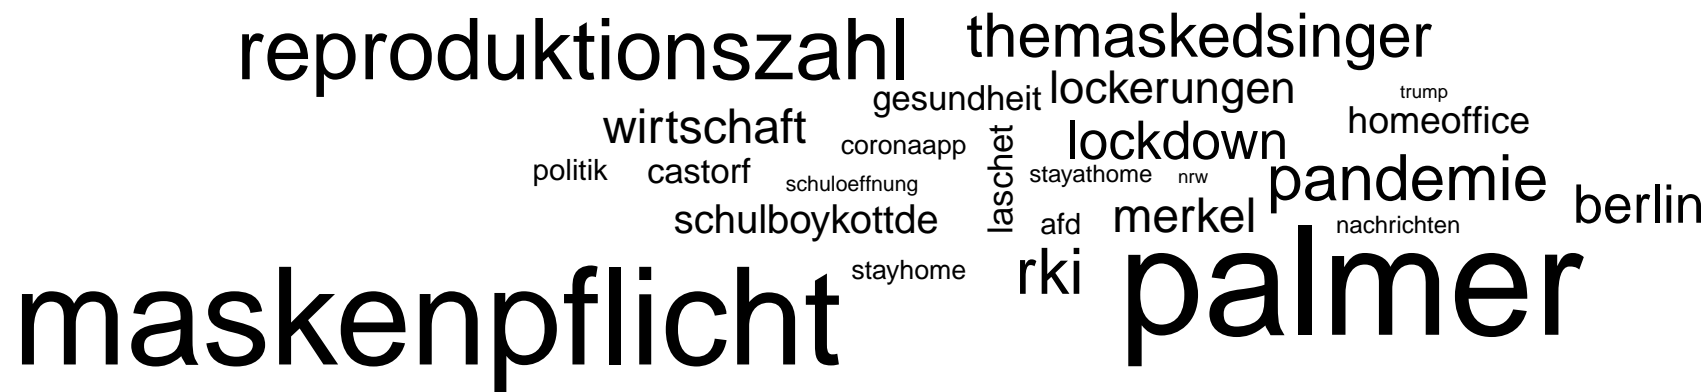 reproduktionszahl
themaskedsinger
gesundheit
lockerungen
trump
wirtschaft
coronaapp
laschet
lockdown
homeoffice
politik
castorf
schuloeffnung
stayathome
nrw
pandemie
berlin
schulboykottde
afd
merkel
nachrichten
maskenpflicht
stayhome
rki
palmer